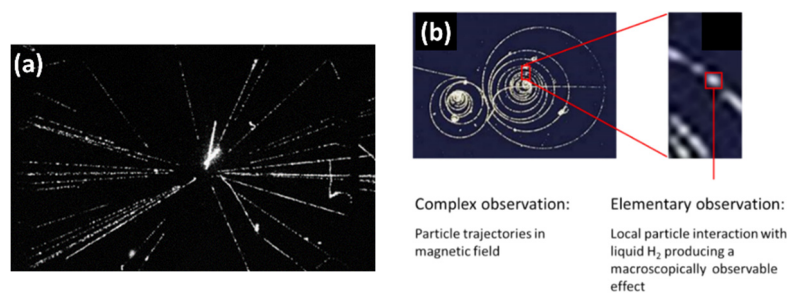 (a)
(b)
Complex observation:
Particle trajectories in
magnetic field
Elementary observation:
Local particle interaction with
liquid H₂ producing a
macroscopically observable
effect